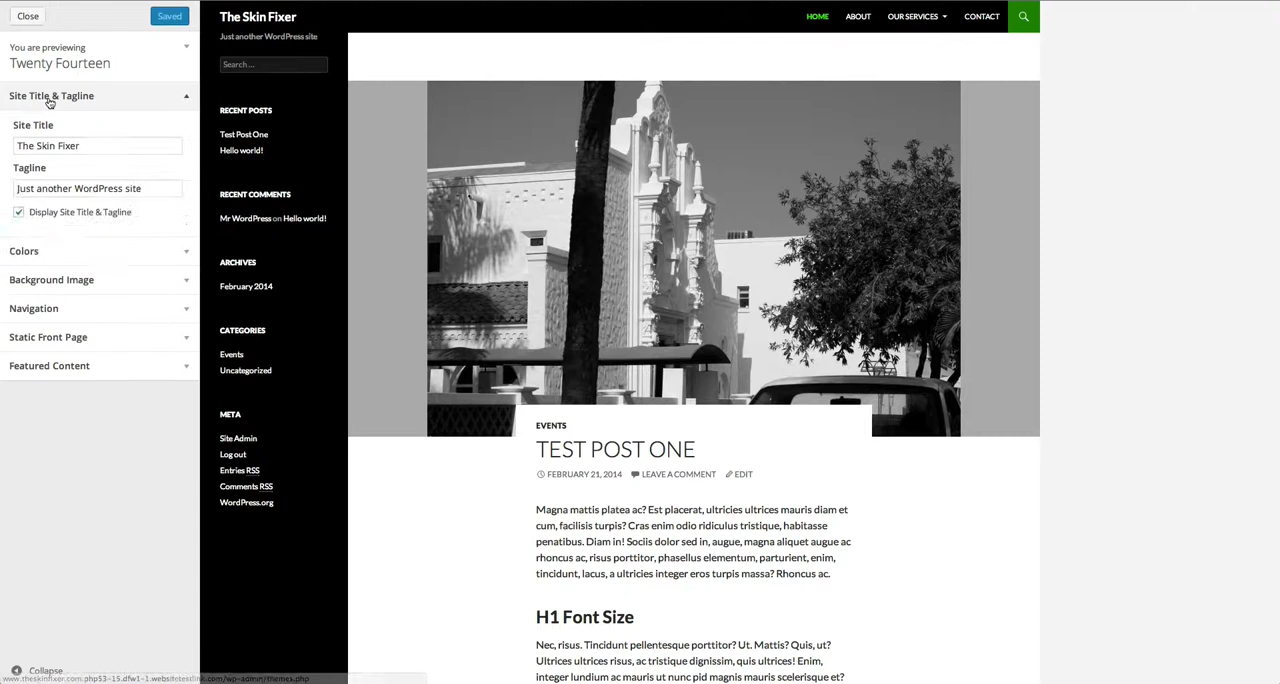 Close
Saved
You are previewing
Twenty Fourteen
Site Title & Tagline
Site Title
The Skin Fixer
Tagline
Just another WordPress site
Display Site Title & Tagline
Colors
Background Image
Navigation
Static Front Page
Featured Content
Collapse
www.theskinfixer.com.php53-15.dfw1-1.websitetestlink.com/wp-admin/themes.php
The Skin Fixer
HOME ABOUT OUR SERVICES CONTACT
Just another WordPress site
Search ...
RECENT POSTS
Test Post One
Hello world!
RECENT COMMENTS
Mr WordPress on Hello world!
ARCHIVES
February 2014
CATEGORIES
Events
Uncategorized
META
Site Admin
Log out
Entries RSS
Comments RSS
WordPress.org
EVENTS
TEST POST ONE
FEBRUARY 21, 2014 LEAVE A COMMENT EDIT
Magna mattis platea ac? Est placerat, ultricies ultrices mauris diam et
cum, facilisis turpis? Cras enim odio ridiculus tristique, habitasse
penatibus. Diam in! Sociis dolor sed in, augue, magna aliquet augue ac
rhoncus ac, risus porttitor, phasellus elementum, parturient, enim,
tincidunt, lacus, a ultricies integer eros turpis massa? Rhoncus ac.
H1 Font Size
Nec, risus. Tincidunt pellentesque porttitor? Ut. Mattis? Quis, ut?
Ultrices ultrices risus, ac tristique dignissim, quis ultrices! Enim,
integer lundium ac mauris ut nunc pid magnis mauris scelerisque et?